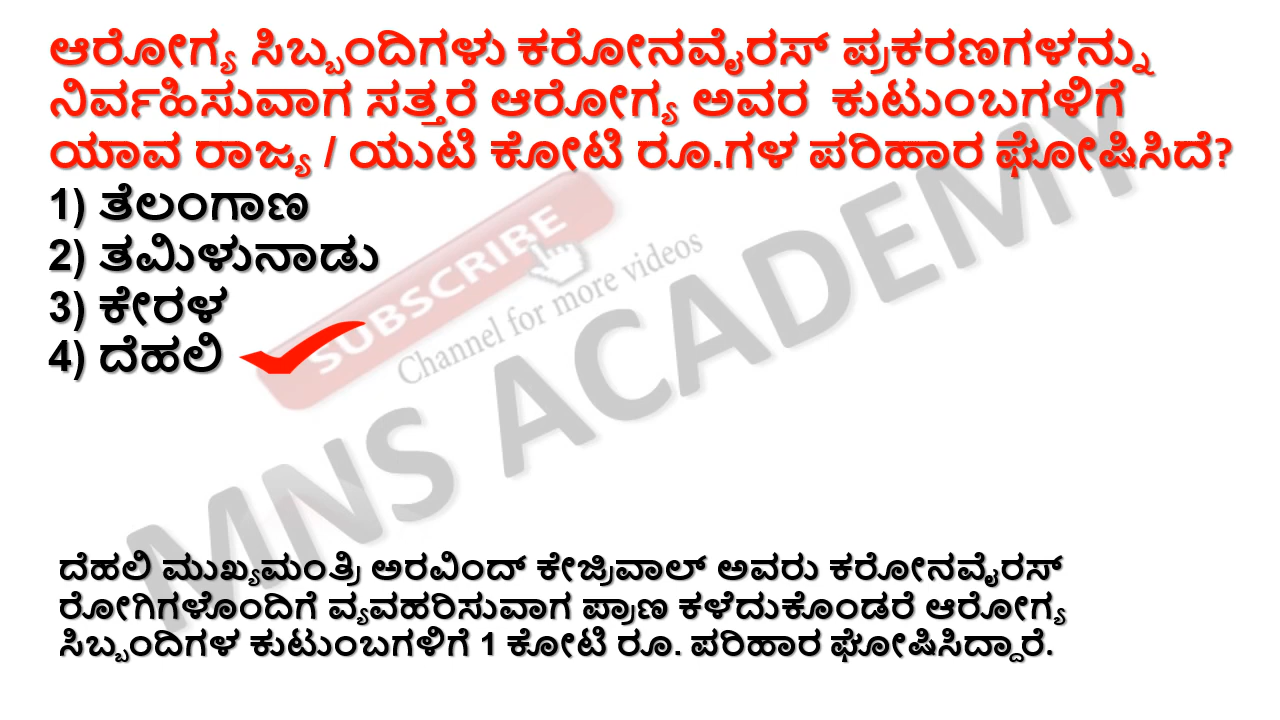 ಆರೋಗ್ಯ ಸಿಬ್ಬಂದಿಗಳು ಕರೋನವೈರಸ್ ಪ್ರಕರಣಗಳನ್ನು
ನಿರ್ವಹಿಸುವಾಗ ಸತ್ತರೆ ಆರೋಗ್ಯ ಅವರ ಕುಟುಂಬಗಳಿಗೆ
ಯಾವ ರಾಜ್ಯ / ಯುಟಿ ಕೋಟಿ ರೂ.ಗಳ ಪರಿಹಾರ ಘೋಷಿಸಿದೆ?
1) ತೆಲಂಗಾಣ
2) ತಮಿಳುನಾಡು
3) ಕೇರಳ
4) ದೆಹಲಿ
SUBSCRIBE
Channel for more videos
MNS ACADEMY
ದೆಹಲಿ ಮುಖ್ಯಮಂತ್ರಿ ಅರವಿಂದ್ ಕೇಜ್ರಿವಾಲ್ ಅವರು ಕರೋನವೈರಸ್
ರೋಗಿಗಳೊಂದಿಗೆ ವ್ಯವಹರಿಸುವಾಗ ಪ್ರಾಣ ಕಳೆದುಕೊಂಡರೆ ಆರೋಗ್ಯ
ಸಿಬ್ಬಂದಿಗಳ ಕುಟುಂಬಗಳಿಗೆ 1 ಕೋಟಿ ರೂ. ಪರಿಹಾರ ಘೋಷಿಸಿದ್ದಾರೆ.